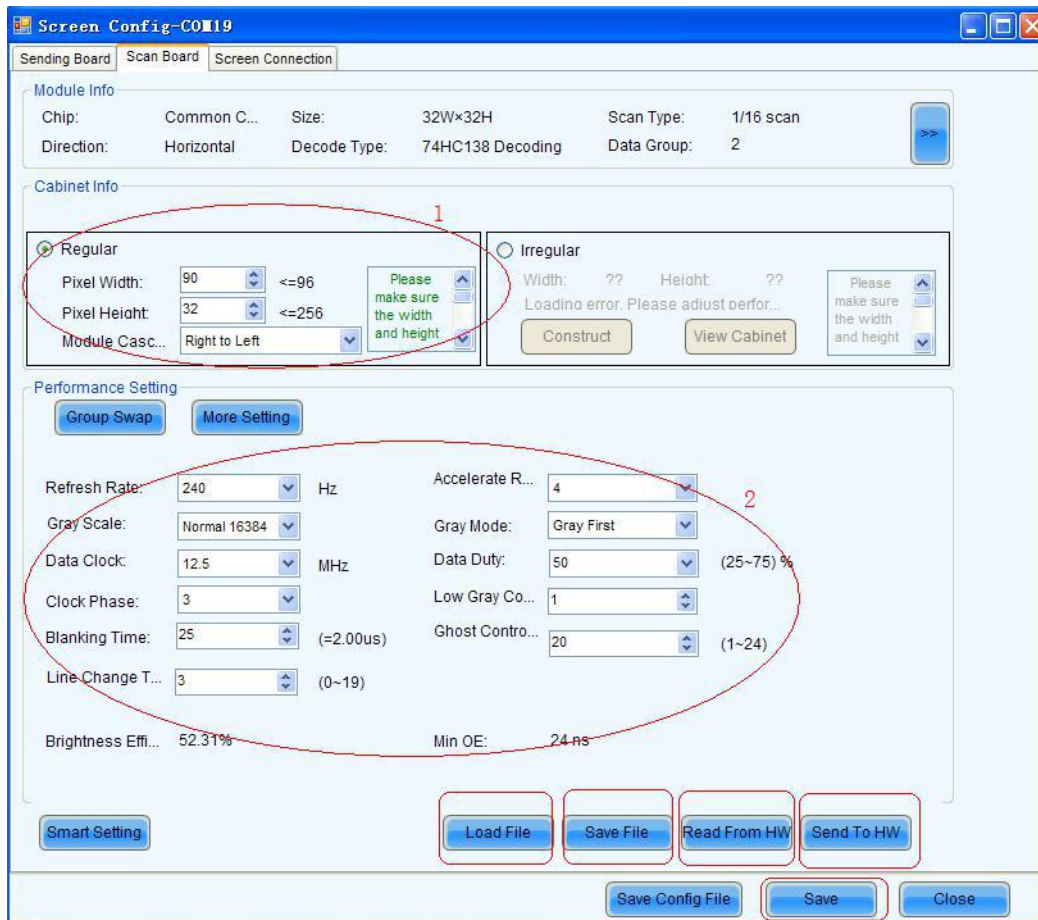 Screen Config-COM19
Sending Board Scan Board Screen Connection
Module Info
Chip: Common C... Size: 32W×32H Scan Type: 1/16 scan
Direction: Horizontal Decode Type: 74HC138 Decoding Data Group: 2
>>
Cabinet Info
1
Regular
Pixel Width: 90 <=96
Pixel Height: 32 <=256
Module Casc... Right to Left
Please
make sure
the width
and height
Irregular
Width: ?? Height: ??
Loading error. Please adjust perfor...
Construct View Cabinet
Please
make sure
the width
and height
Performance Setting
Group Swap More Setting
2
Refresh Rate: 240 Hz Accelerate R... 4
Gray Scale: Normal 16384 Gray Mode: Gray First
Data Clock: 12.5 MHz Data Duty: 50 (25~75) %
Clock Phase: 3 Low Gray Co... 1
Blanking Time: 25 (=2.00us) Ghost Contro... 20 (1~24)
Line Change T... 3 (0~19)
Brightness Effi... 52.31% Min OE: 24 ns
Smart Setting Load File Save File Read From HW Send To HW
Save Config File Save Close